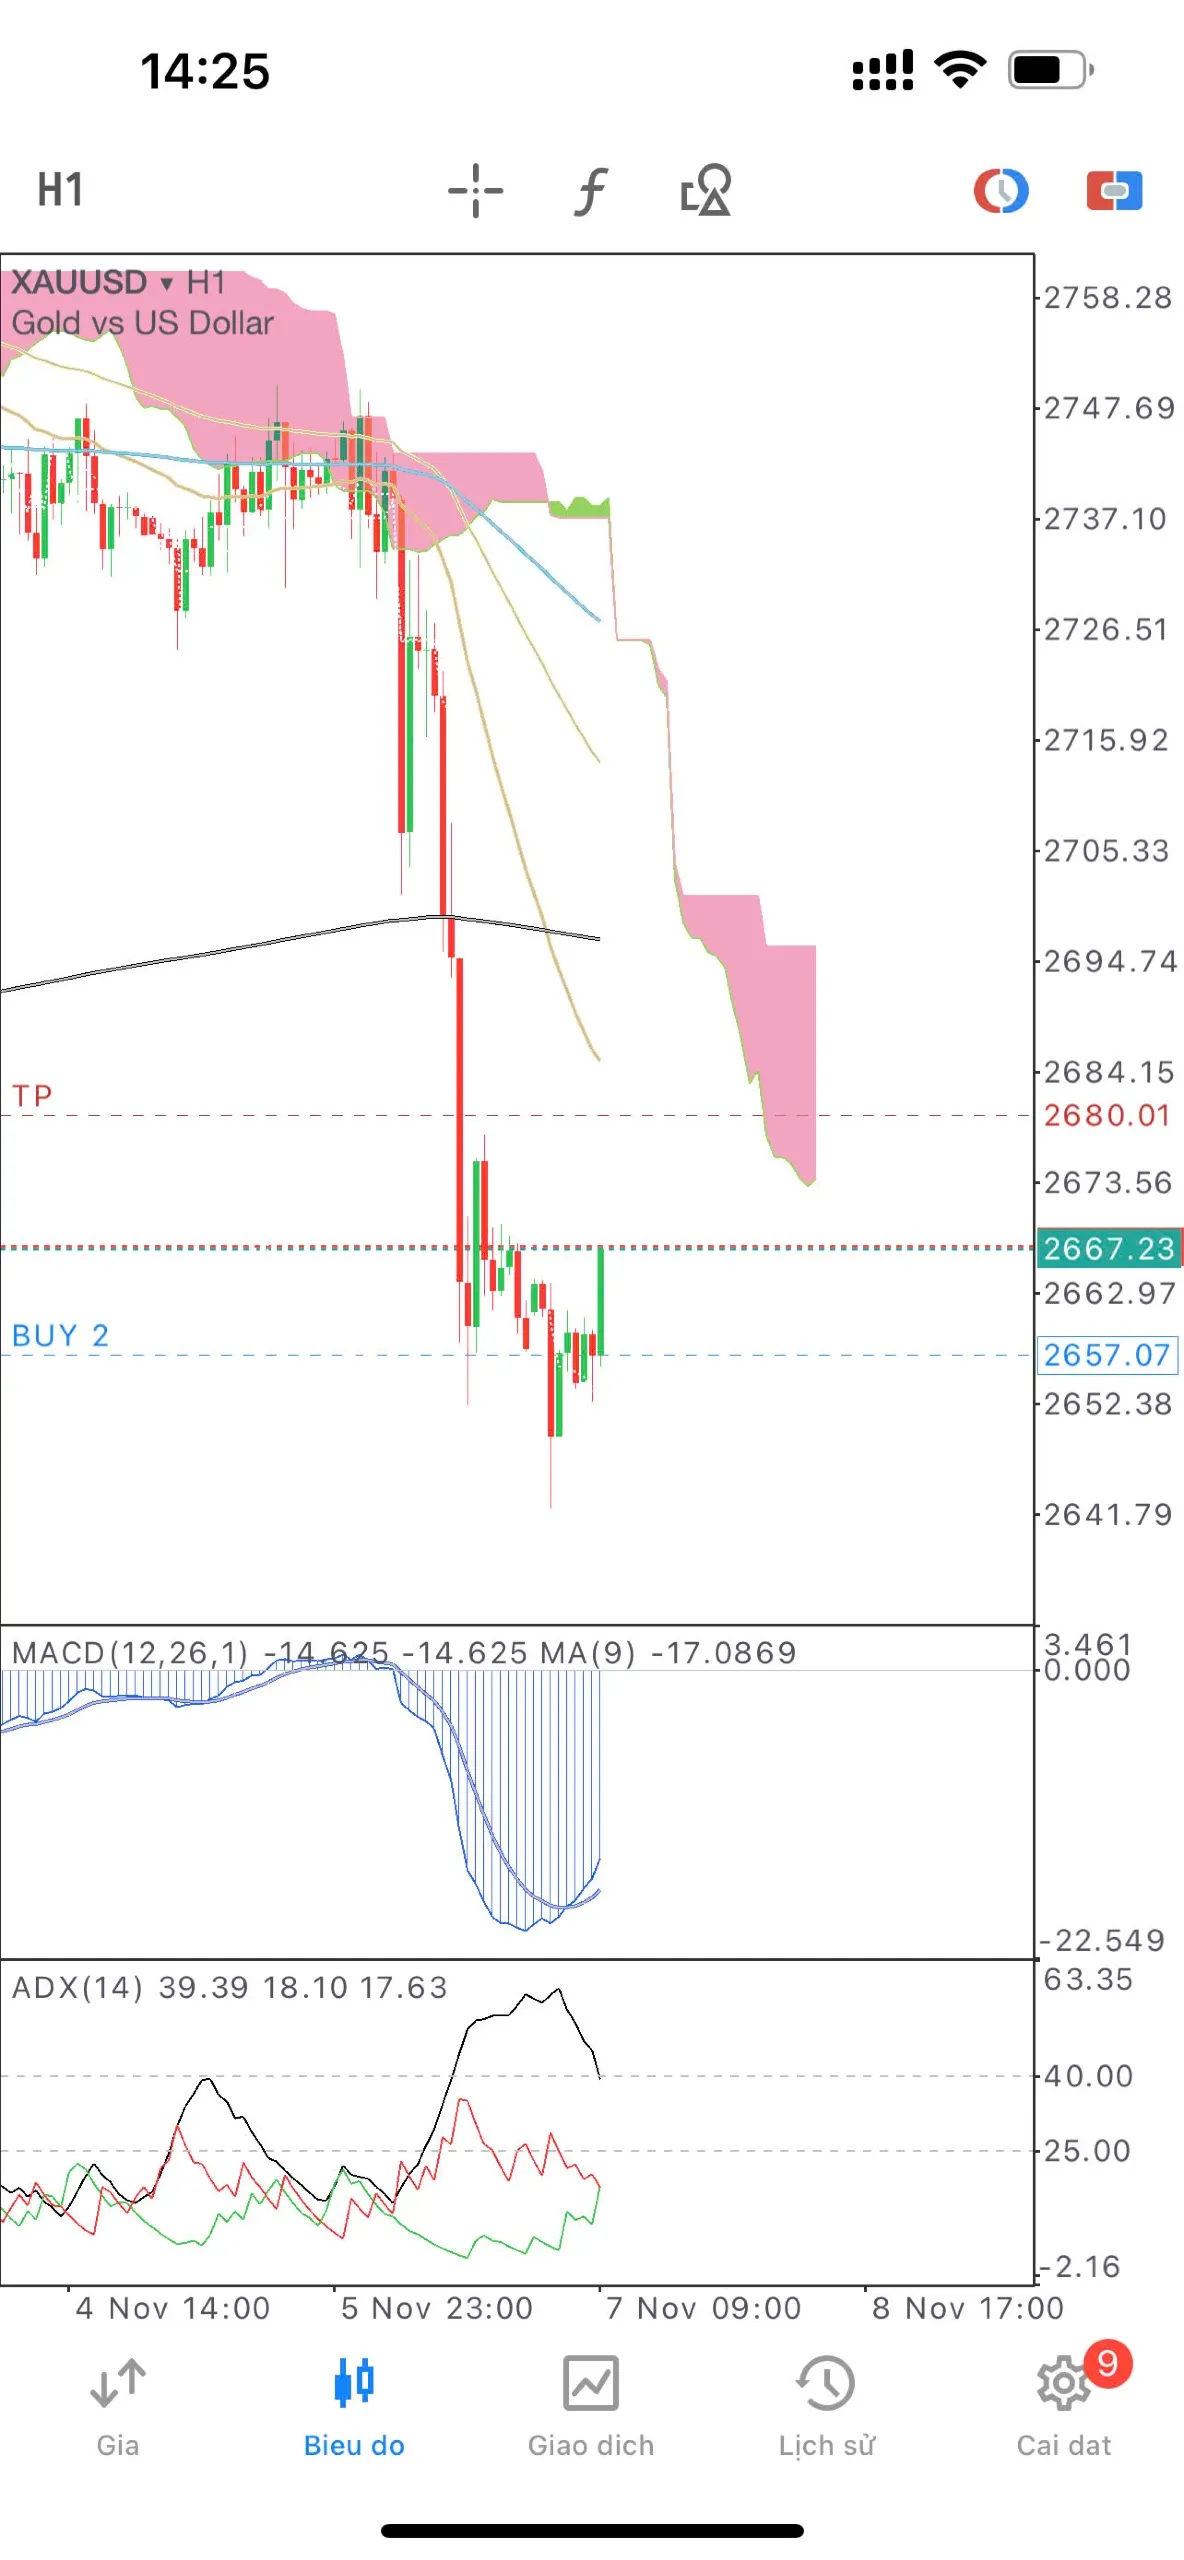 14:25
H1
XAUUSD ▾ H1
Gold vs US Dollar
2758.28
2747.69
2737.10
2726.51
2715.92
2705.33
2694.74
2684.15
TP
2680.01
2673.56
2667.23
2662.97
BUY 2
2657.07
2652.38
2641.79
MACD(12,26,1) -14.625 -14.625 MA(9) -17.0869
3.461
0.000
-22.549
ADX(14) 39.39 18.10 17.63
63.35
40.00
25.00
-2.16
4 Nov 14:00 5 Nov 23:00 7 Nov 09:00 8 Nov 17:00
9
Gia Bieu do Giao dich Lịch sử Cai dat